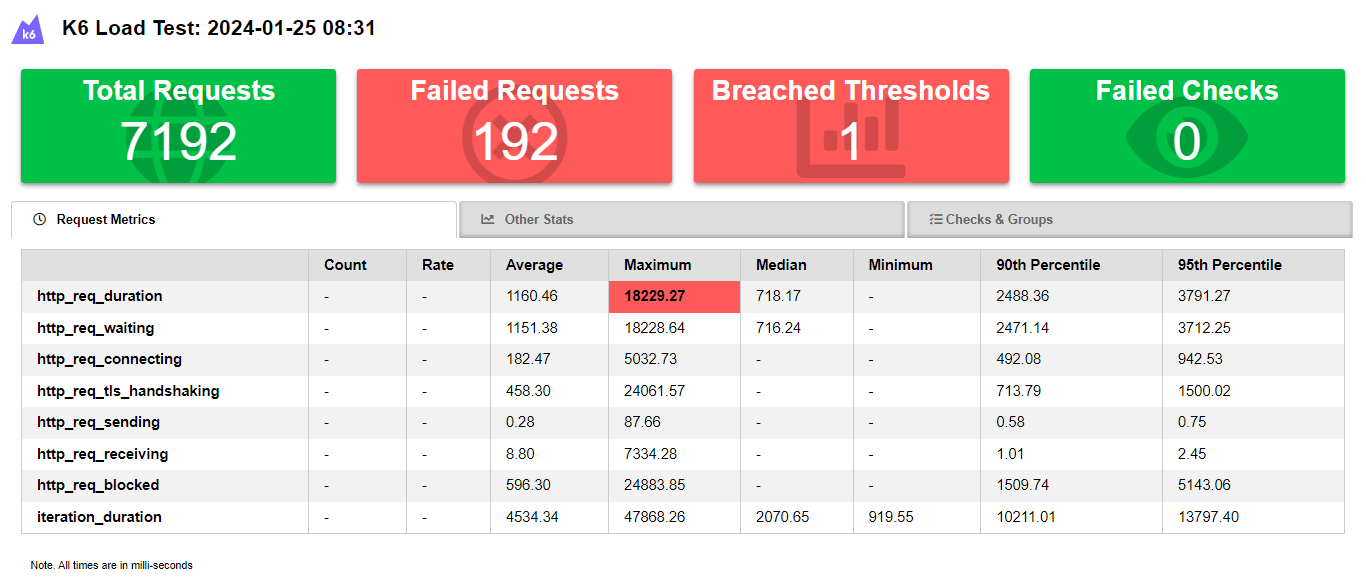 k6 K6 Load Test: 2024-01-25 08:31
Total Requests Failed Requests Breached Thresholds Failed Checks
7192 192 1 0
Request Metrics Other Stats Checks & Groups
Count Rate Average Maximum Median Minimum 90th Percentile 95th Percentile
http_req_duration - - 1160.46 18229.27 718.17 - 2488.36 3791.27
http_req_waiting - - 1151.38 18228.64 716.24 - 2471.14 3712.25
http_req_connecting - - 182.47 5032.73 - - 492.08 942.53
http_req_tls_handshaking - - 458.30 24061.57 - - 713.79 1500.02
http_req_sending - - 0.28 87.66 - - 0.58 0.75
http_req_receiving - - 8.80 7334.28 - - 1.01 2.45
http_req_blocked - - 596.30 24883.85 - - 1509.74 5143.06
iteration_duration - - 4534.34 47868.26 2070.65 919.55 10211.01 13797.40
Note. All times are in milli-seconds